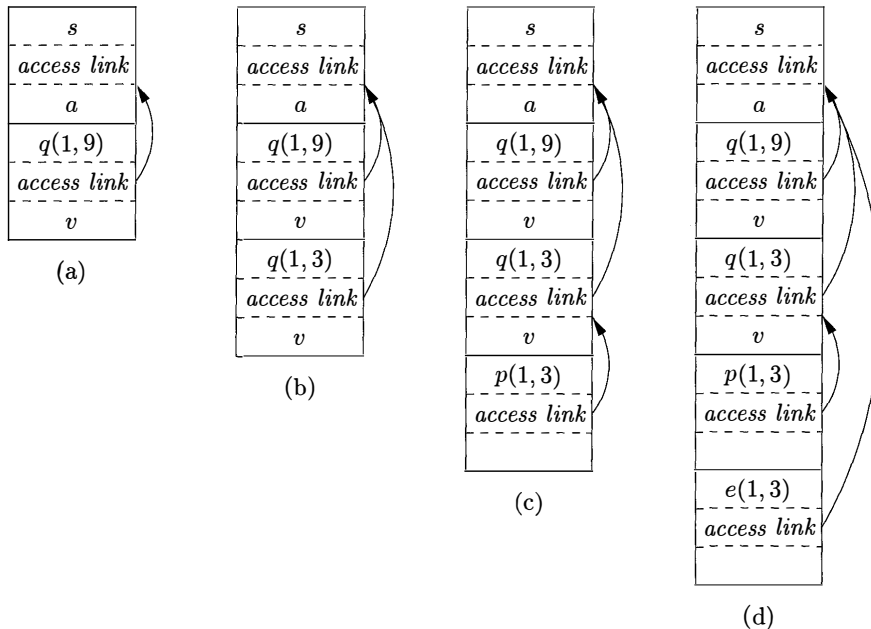 s
access link
a
q(1, 9)
access link
v
(a)
s
access link
a
q(1, 9)
access link
v
q(1, 3)
access link
v
(b)
s
access link
a
q(1, 9)
access link
v
q(1, 3)
access link
v
p(1, 3)
access link
(c)
s
access link
a
q(1, 9)
access link
v
q(1, 3)
access link
v
p(1, 3)
access link
e(1, 3)
access link
(d)